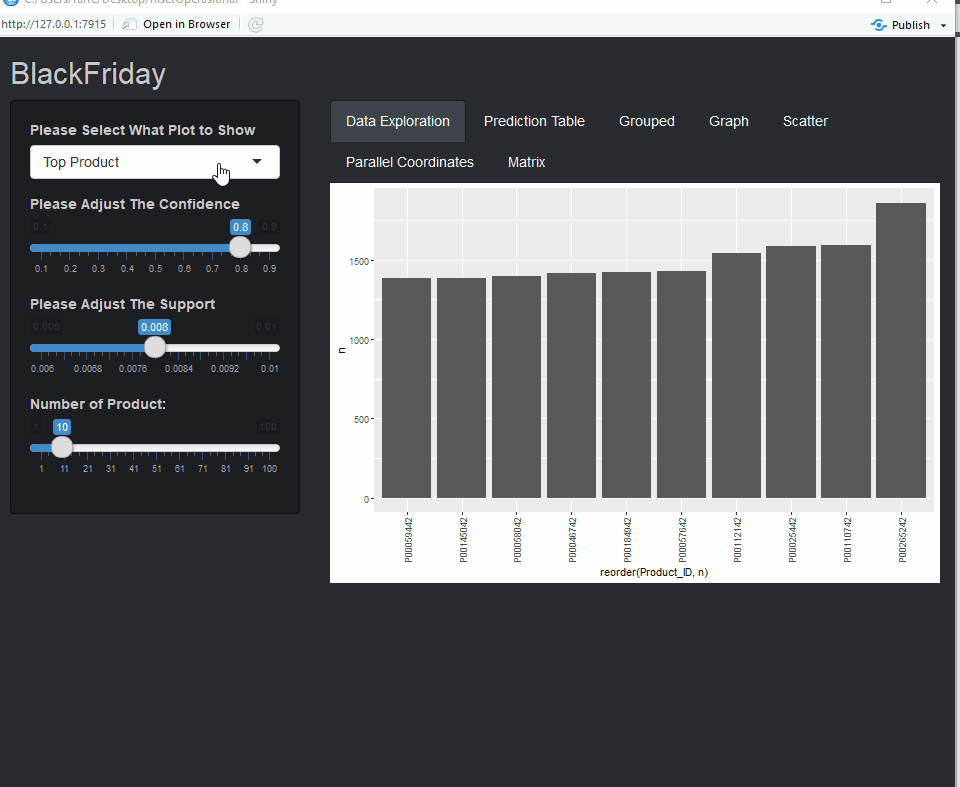 http://127.0.0.1:7915 Open in Browser Publish
BlackFriday
Please Select What Plot to Show
Top Product
Please Adjust The Confidence
0.1 0.8 0.9
0.1 0.2 0.3 0.4 0.5 0.6 0.7 0.8 0.9
Please Adjust The Support
0.006 0.008 0.01
0.006 0.0068 0.0076 0.0084 0.0092 0.01
Number of Product:
1 10 100
1 11 21 31 41 51 61 71 81 91 100
Data Exploration Prediction Table Grouped Graph Scatter
Parallel Coordinates Matrix
1500
1000
500
0
n
P00059442 P00145042 P00058042 P00046742 P00184942 P00057642 P00112142 P00025442 P00110742 P00265242
reorder(Product_ID, n)